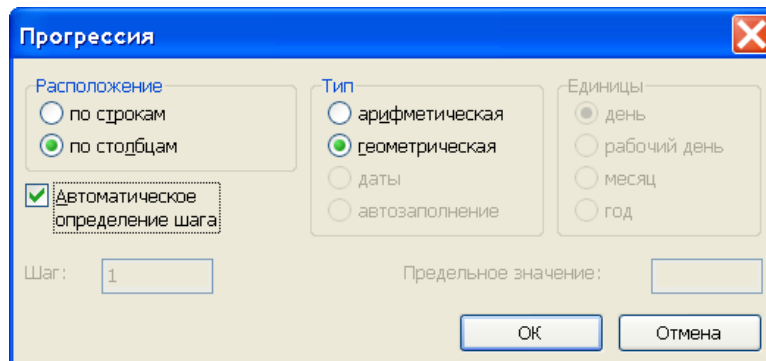 Прогрессия
Расположение
по строкам
по столбцам
Автоматическое
определение шага
Тип
арифметическая
геометрическая
даты
автозаполнение
Единицы
день
рабочий день
месяц
год
Шаг:
1
Предельное значение:
ОК
Отмена